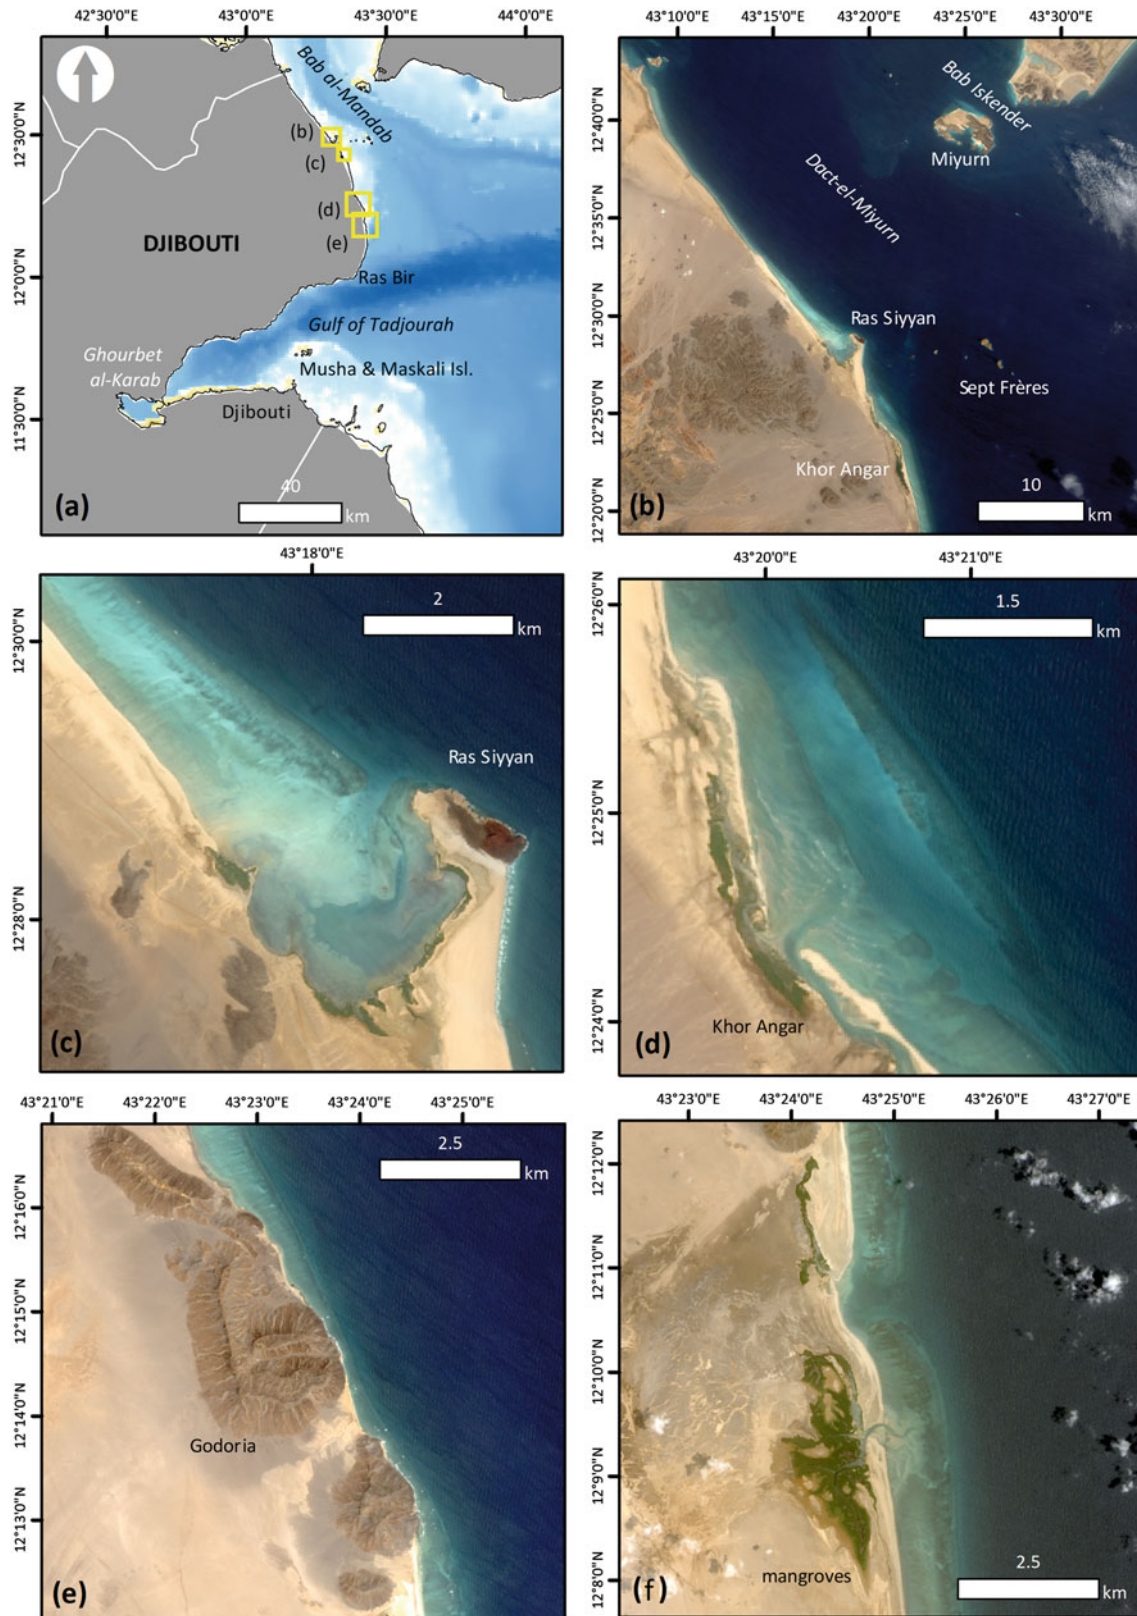 42°30'0"E 43°0'0"E 43°30'0"E 44°0'0"E
12°30'0"N
12°0'0"N
11°30'0"N
Bab al-Mandab
(b)
(c)
(d)
(e)
DJIBOUTI
Ras Bir
Gulf of Tadjourah
Ghourbet
al-Karab
Musha & Maskali Isl.
Djibouti
40
km
(a)
43°10'0"E 43°15'0"E 43°20'0"E 43°26'0"E 43°30'0"E
12°40'0"N
12°35'0"N
12°30'0"N
12°25'0"N
12°20'0"N
Bab Iskender
Miyurn
Dact-el-Miyurn
Ras Siyyan
Sept Frères
Khor Angar
10
km
(b)
43°18'0"E
12°30'0"N
12°28'0"N
2
km
Ras Siyyan
(c)
43°20'0"E 43°21'0"E
12°26'0"N
12°25'0"N
12°24'0"N
1.5
km
Khor Angar
(d)
43°21'0"E 43°22'0"E 43°23'0"E 43°24'0"E 43°25'0"E
12°16'0"N
12°15'0"N
12°14'0"N
12°13'0"N
2.5
km
Godoria
(e)
43°23'0"E 43°24'0"E 43°25'0"E 43°26'0"E 43°27'0"E
12°12'0"N
12°11'0"N
12°10'0"N
12°9'0"N
12°8'0"N
mangroves
2.5
km
(f)